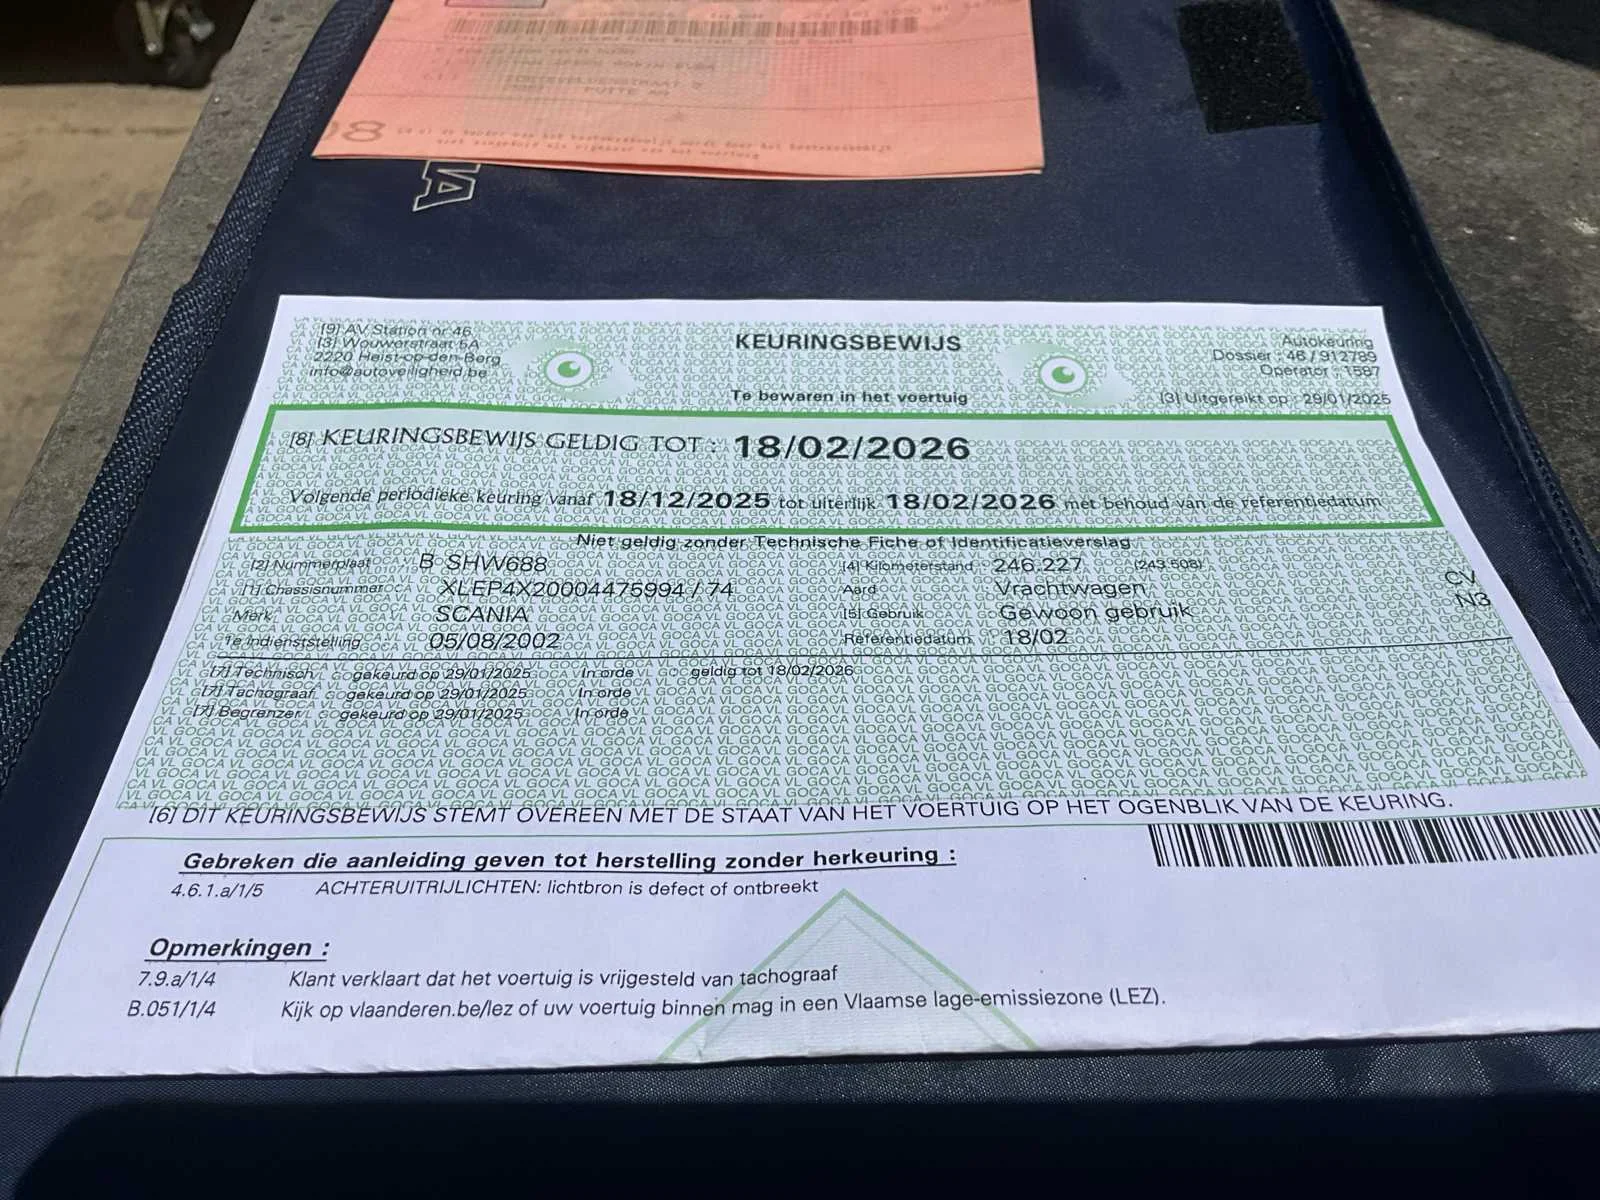 A
[9] AV Station nr 46
[3] Wouwerstraat 5A
2220 Heist-op-den-Berg
info@autoveiligheid.be
KEURINGSBEWIJS
Te bewaren in het voertuig
Autokeuring
Dossier : 46 / 912789
Operator : 1587
[3] Uitgereikt op : 29/01/2025
[8] KEURINGSBEWIJS GELDIG TOT : 18/02/2026
Volgende periodieke keuring vanaf 18/12/2025 tot uiterlijk 18/02/2026 met behoud van de referentiedatum
Niet geldig zonder Technische Fiche of Identificatieverslag
[2] Nummerplaat : B SHW688 [4] Kilometerstand : 246.227 (243.508)
[1] Chassisnummer : XLEP4X20004475994 / 74 Aard : Vrachtwagen CV
Merk : SCANIA [5] Gebruik : Gewoon gebruik N3
1e indienststelling : 05/08/2002 Referentiedatum : 18/02
[7] Technisch gekeurd op 29/01/2025 In orde geldig tot 18/02/2026
[7] Tachograaf gekeurd op 29/01/2025 In orde
[7] Begrenzer gekeurd op 29/01/2025 In orde
GOCA VL GOCA VL GOCA VL GOCA VL
[6] DIT KEURINGSBEWIJS STEMT OVEREEN MET DE STAAT VAN HET VOERTUIG OP HET OGENBLIK VAN DE KEURING.
Gebreken die aanleiding geven tot herstelling zonder herkeuring :
4.6.1.a/1/5 ACHTERUITRIJLICHTEN: lichtbron is defect of ontbreekt
Opmerkingen :
7.9.a/1/4 Klant verklaart dat het voertuig is vrijgesteld van tachograaf
B.051/1/4 Kijk op vlaanderen.be/lez of uw voertuig binnen mag in een Vlaamse lage-emissiezone (LEZ).